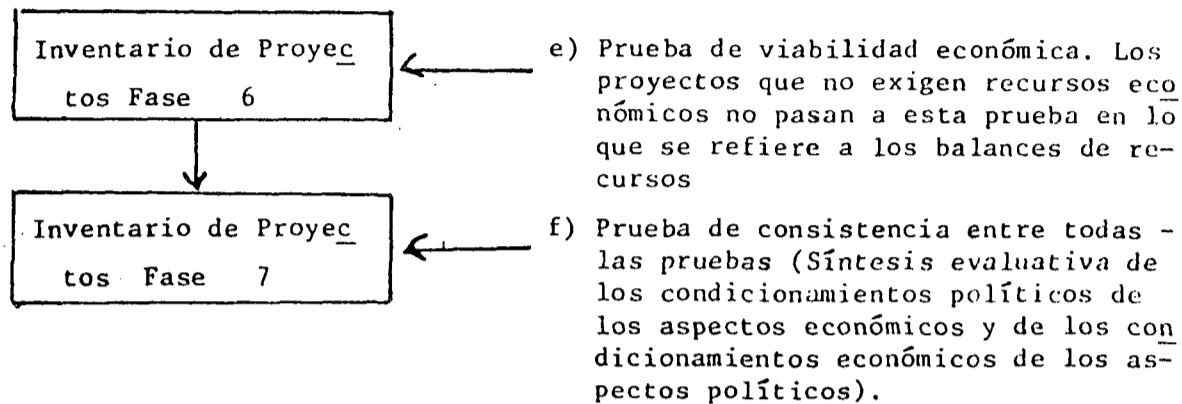 Inventario de Proyec
tos Fase 6
e) Prueba de viabilidad económica. Los
proyectos que no exigen recursos eco
nómicos no pasan a esta prueba en lo
que se refiere a los balances de re-
cursos
Inventario de Proyec
tos Fase 7
f) Prueba de consistencia entre todas -
las pruebas (Síntesis evaluativa de
los condicionamientos políticos de
los aspectos económicos y de los con
dicionamientos económicos de los as-
pectos políticos).